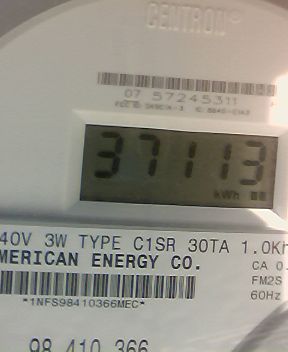 CENTRON
07 57245311
37113
kWh
40V 3W TYPE C1SR 30TA 1.0Kh
MERICAN ENERGY CO.
CA 0.
FM2S
60Hz
*1NFS98410366MEC*
98 410 366